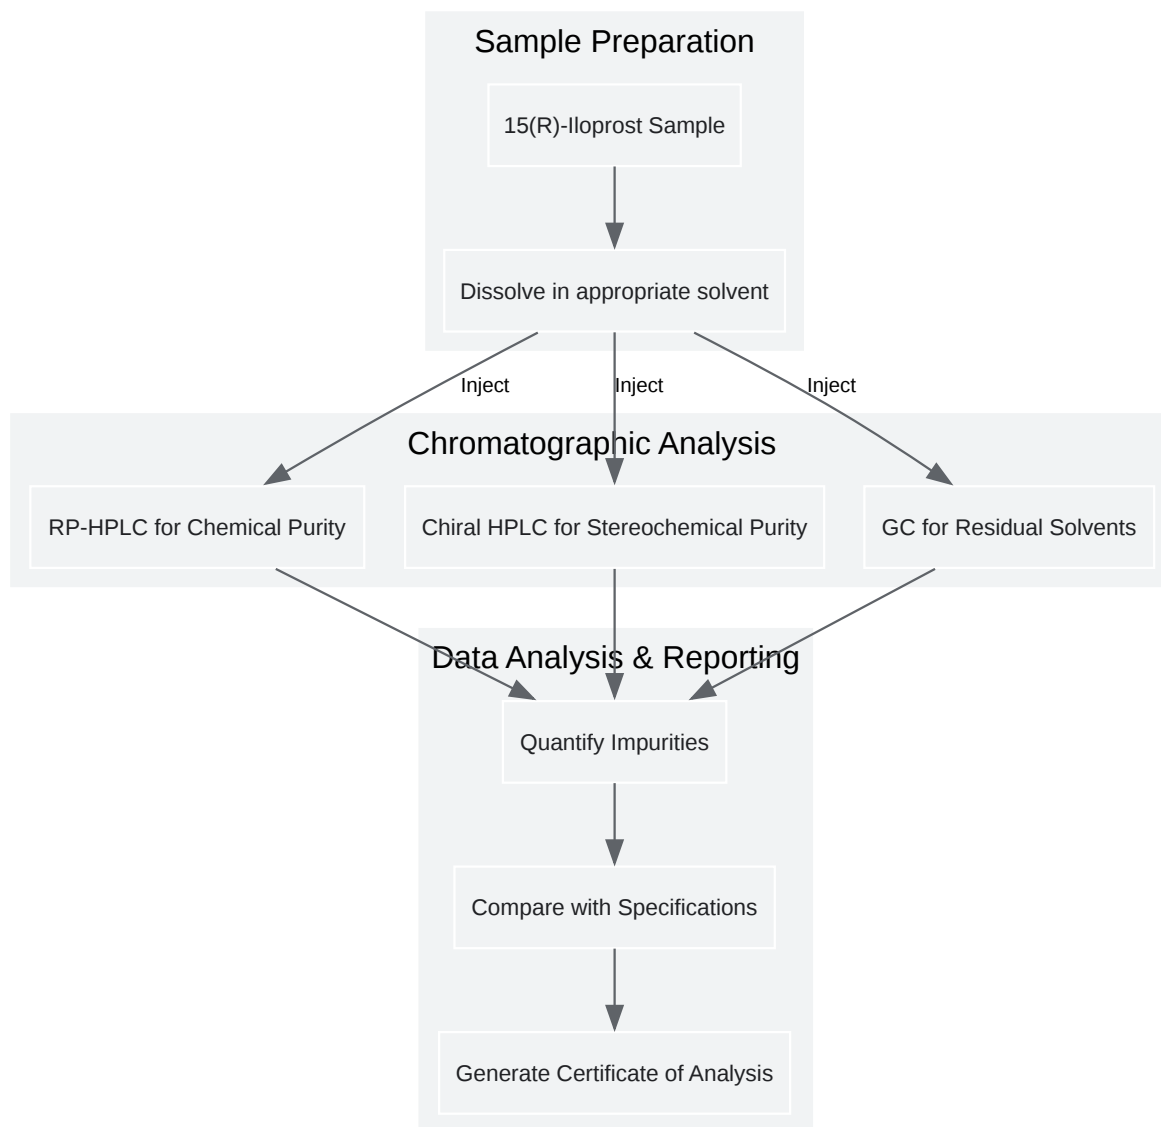 Sample Preparation
15(R)-Iloprost Sample
Dissolve in appropriate solvent
Inject
Inject
Inject
Chromatographic Analysis
RP-HPLC for Chemical Purity
Chiral HPLC for Stereochemical Purity
GC for Residual Solvents
Data Analysis & Reporting
Quantify Impurities
Compare with Specifications
Generate Certificate of Analysis